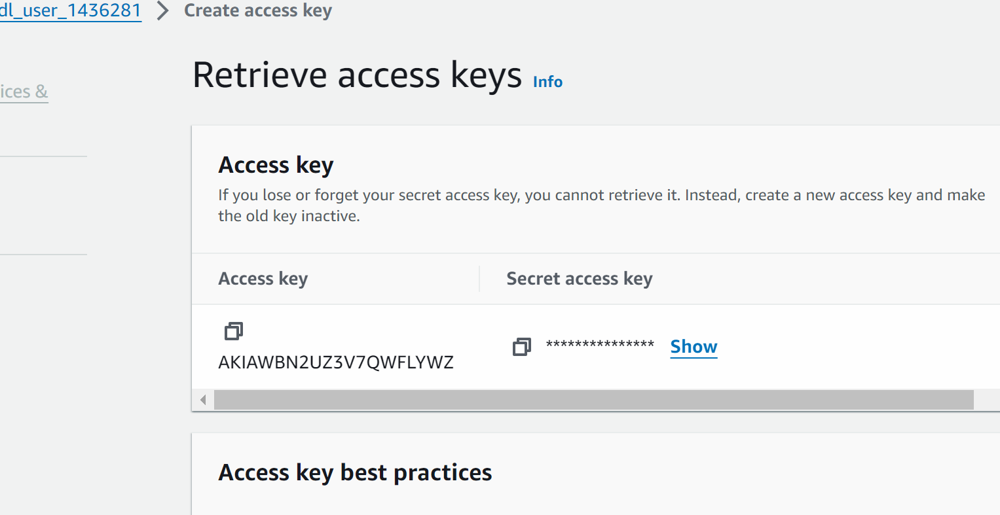 dl_user_1436281 > Create access key
Retrieve access keys Info
ices &
Access key
If you lose or forget your secret access key, you cannot retrieve it. Instead, create a new access key and make
the old key inactive.
Access key Secret access key
AKIAWBN2UZ3V7QWFLYWZ *************** Show
Access key best practices